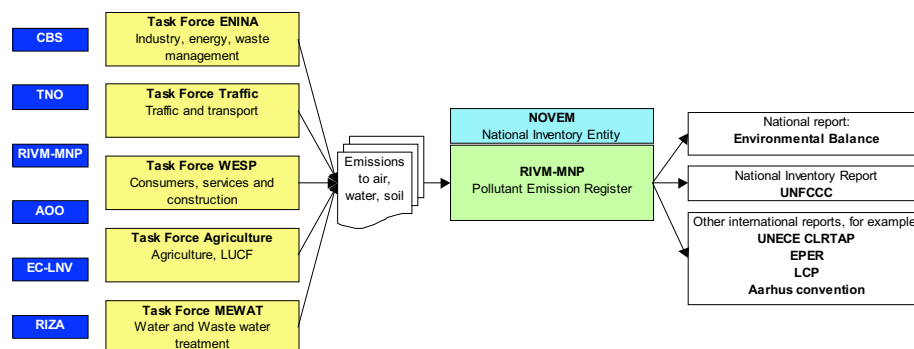 CBS
TNO
RIVM-MNP
AOO
EC-LNV
RIZA
Task Force ENINA
Industry, energy, waste
management
Task Force Traffic
Traffic and transport
Task Force WESP
Consumers, services and
construction
Task Force Agriculture
Agriculture, LUCF
Task Force MEWAT
Water and Waste water
treatment
Emissions
to air,
water, soil
NOVEM
National Inventory Entity
RIVM-MNP
Pollutant Emission Register
National report:
Environmental Balance
National Inventory Report
UNFCCC
Other international reports, for example
UNECE CLRTAP
EPER
LCP
Aarhus convention